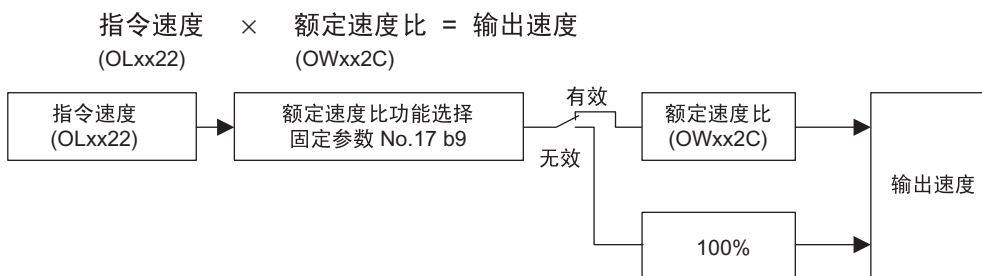 指令速度 × 额定速度比 = 输出速度
(OLxx22) (OWxx2C)
指令速度
(OLxx22)
额定速度比功能选择
固定参数 No.17 b9
有效
无效
额定速度比
(OWxx2C)
100%
输出速度